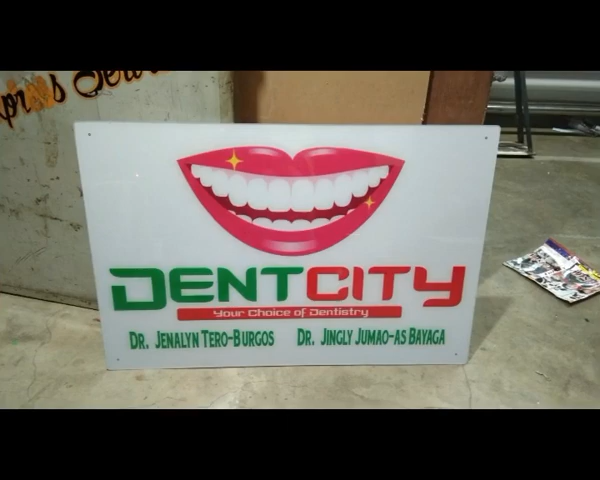 DENTCITY
Your Choice of Dentistry
DR. JENALYN TERO-BURGOS DR. JINGLY JUMAO-AS BAYAGA